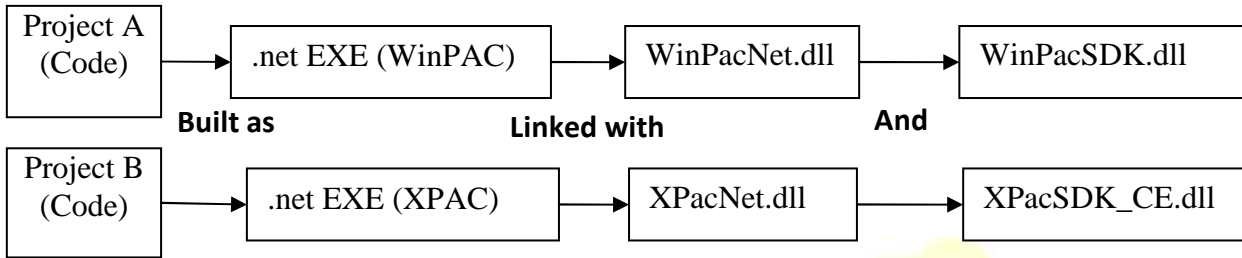 Project A
(Code)
.net EXE (WinPAC)
WinPacNet.dll
WinPacSDK.dll
Built as
Linked with
And
Project B
(Code)
.net EXE (XPAC)
XPacNet.dll
XPacSDK_CE.dll